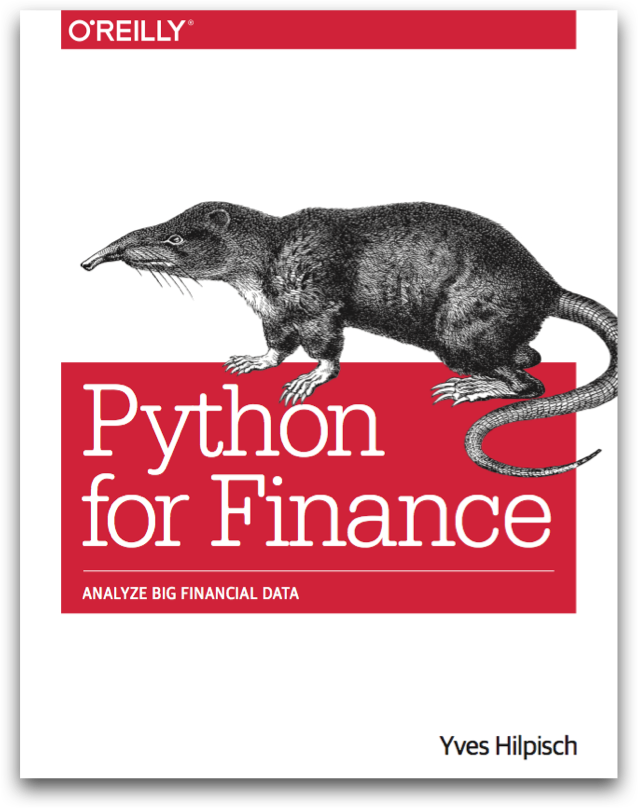 O'REILLY®
Python
for Finance
ANALYZE BIG FINANCIAL DATA
Yves Hilpisch